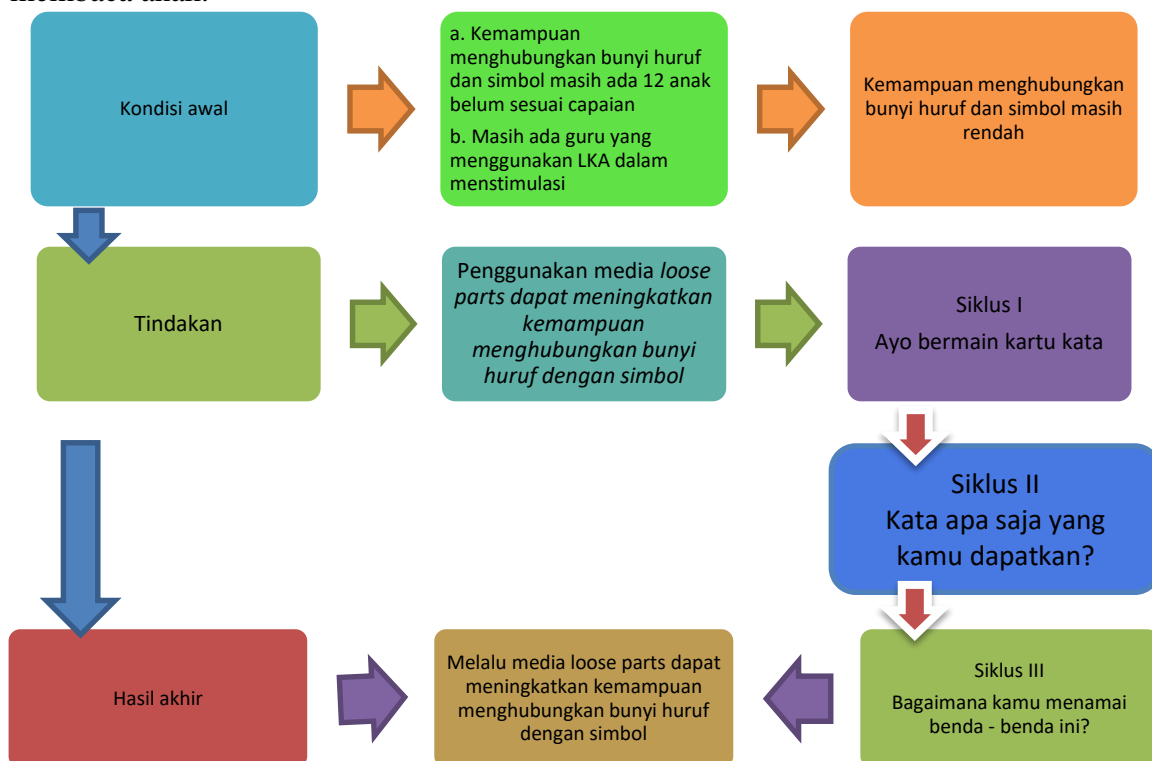 Kondisi awal
a. Kemampuan
menghubungkan bunyi huruf
dan simbol masih ada 12 anak
belum sesuai capaian
b. Masih ada guru yang
menggunakan LKA dalam
menstimulasi
Kemampuan menghubungkan
bunyi huruf dan simbol masih
rendah
Tindakan
Penggunakan media loose
parts dapat meningkatkan
kemampuan
menghubungkan bunyi
huruf dengan simbol
Siklus I
Ayo bermain kartu kata
Siklus II
Kata apa saja yang
kamu dapatkan?
Hasil akhir
Melalu media loose parts dapat
meningkatkan kemampuan
menghubungkan bunyi huruf
dengan simbol
Siklus III
Bagaimana kamu menamai
benda - benda ini?